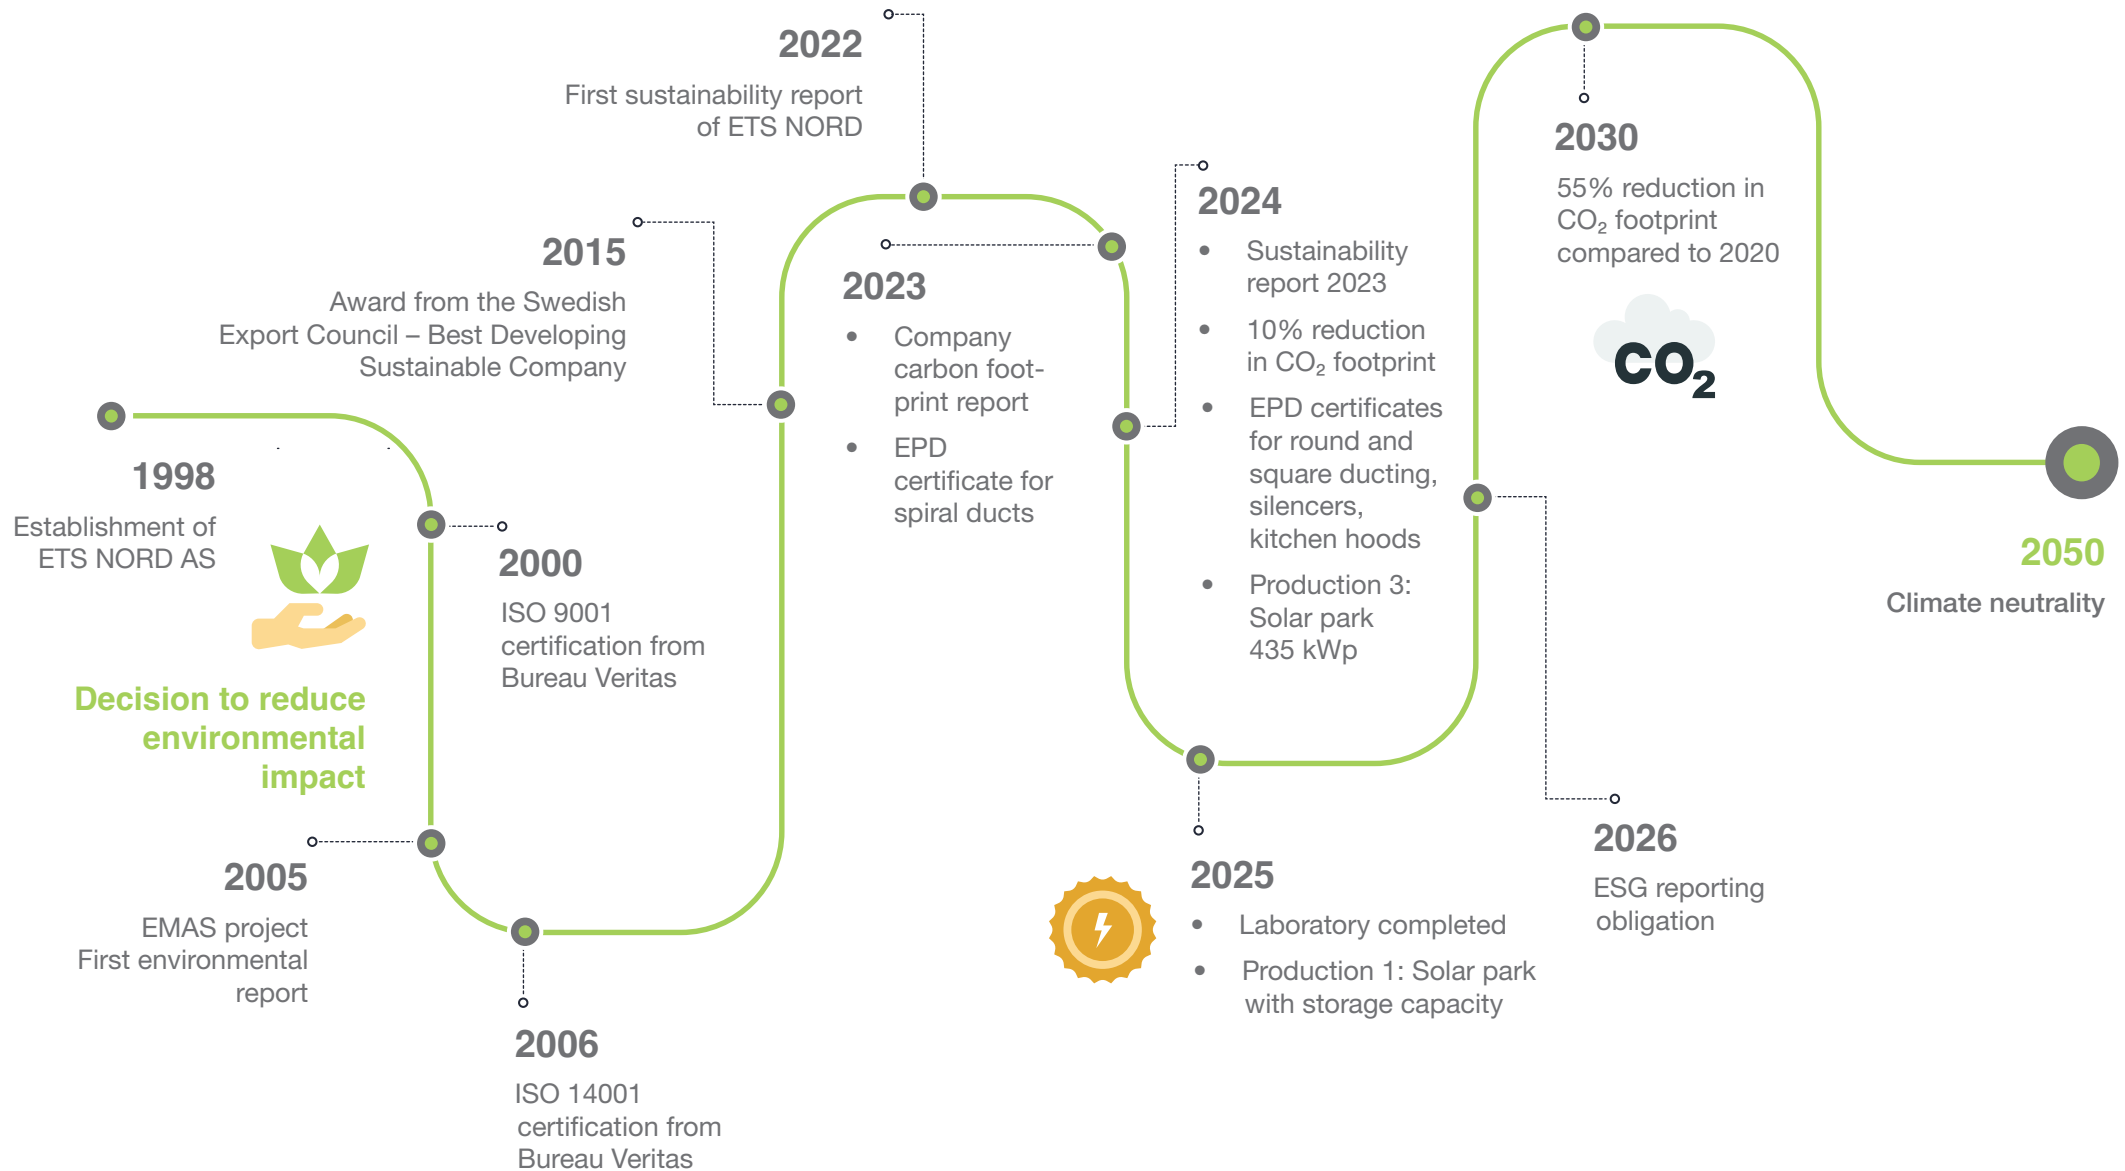 1998
Establishment of
ETS NORD AS
Decision to reduce
environmental
impact
2000
ISO 9001
certification from
Bureau Veritas
2005
EMAS project
First environmental
report
2006
ISO 14001
certification from
Bureau Veritas
2015
Award from the Swedish
Export Council – Best Developing
Sustainable Company
2022
First sustainability report
of ETS NORD
2023
• Company
carbon foot-
print report
• EPD
certificate for
spiral ducts
2024
• Sustainability
report 2023
• 10% reduction
in CO₂ footprint
• EPD certificates
for round and
square ducting,
silencers,
kitchen hoods
• Production 3:
Solar park
435 kWp
2025
• Laboratory completed
• Production 1: Solar park
with storage capacity
2026
ESG reporting
obligation
2030
55% reduction in
CO₂ footprint
compared to 2020
CO₂
2050
Climate neutrality